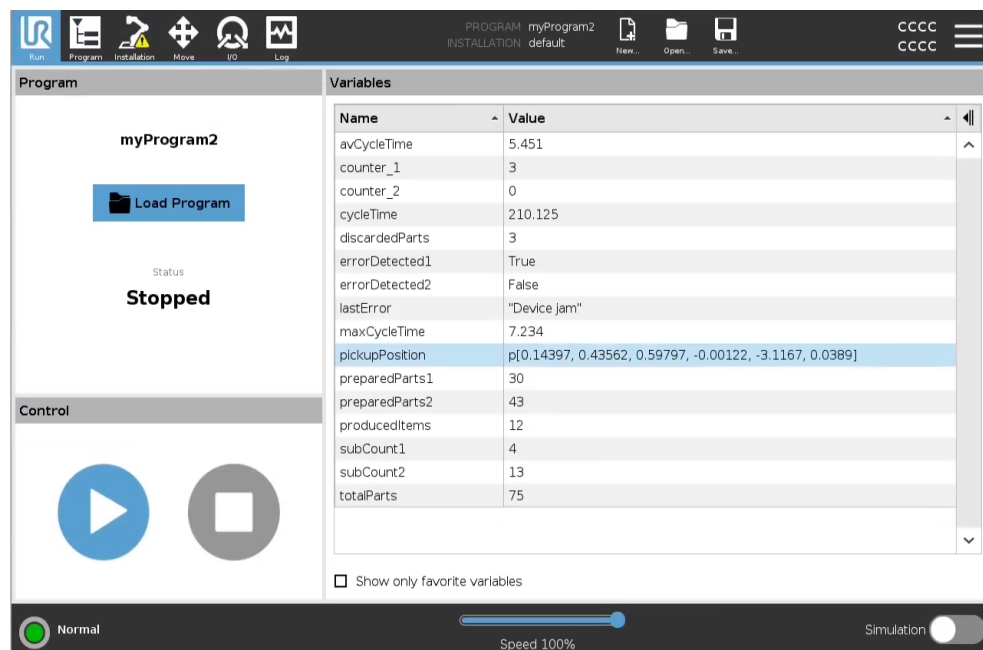 UR
Run
Program
Installation
Move
I/O
Log
PROGRAM myProgram2
INSTALLATION default
New...
Open...
Save...
CCCC
CCCC
Program
myProgram2
Load Program
Status
Stopped
Control
Variables
Name Value
avCycleTime 5.451
counter_1 3
counter_2 0
cycleTime 210.125
discardedParts 3
errorDetected1 True
errorDetected2 False
lastError "Device jam"
maxCycleTime 7.234
pickupPosition p[0.14397, 0.43562, 0.59797, -0.00122, -3.1167, 0.0389]
preparedParts1 30
preparedParts2 43
producedItems 12
subCount1 4
subCount2 13
totalParts 75
Show only favorite variables
Normal
Speed 100%
Simulation